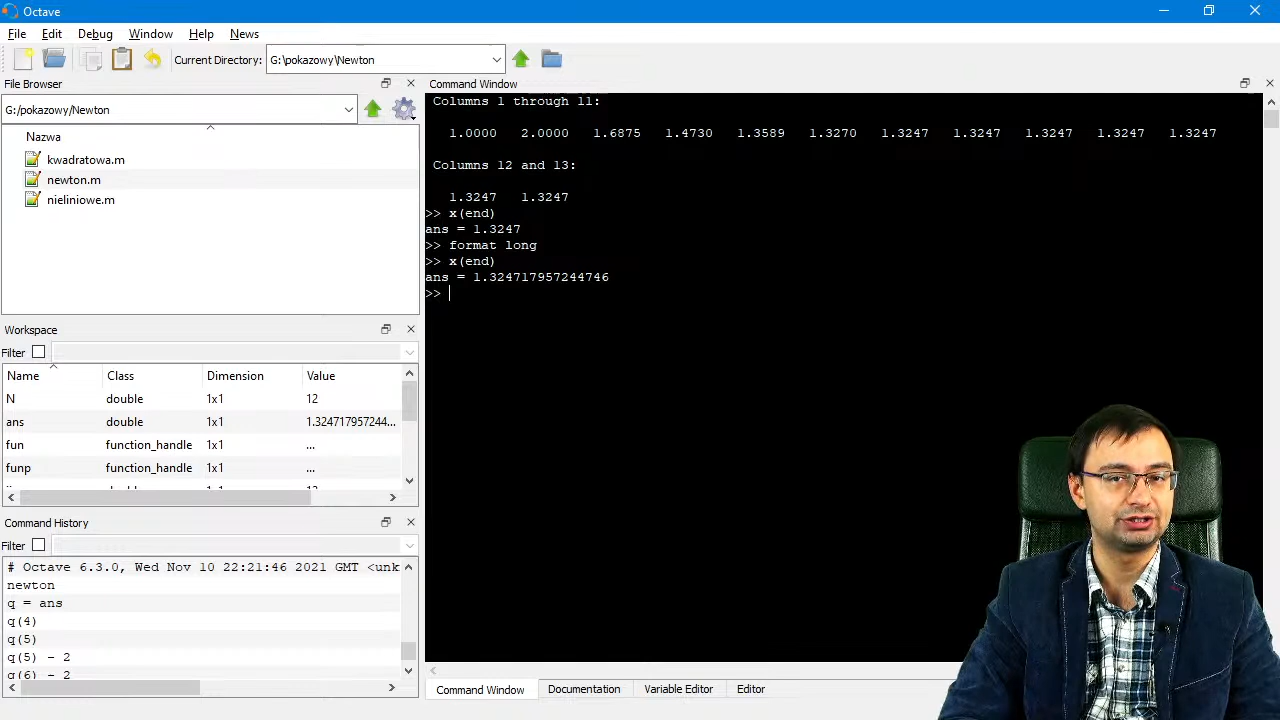 Octave
File Edit Debug Window Help News
Current Directory: G:\pokazowy\Newton
File Browser
G:/pokazowy/Newton
Nazwa
kwadratowa.m
newton.m
nieliniowe.m
Workspace
Filter
Name Class Dimension Value
N double 1x1 12
ans double 1x1 1.324717957244...
fun function_handle 1x1 ...
funp function_handle 1x1 ...
Command History
Filter
# Octave 6.3.0, Wed Nov 10 22:21:46 2021 GMT <unk
newton
q = ans
q(4)
q(5)
q(5) - 2
q(6) - 2
Command Window
Columns 1 through 11:
1.0000 2.0000 1.6875 1.4730 1.3589 1.3270 1.3247 1.3247 1.3247 1.3247 1.3247
Columns 12 and 13:
1.3247 1.3247
>> x(end)
ans = 1.3247
>> format long
>> x(end)
ans = 1.324717957244746
>>
Command Window Documentation Variable Editor Editor